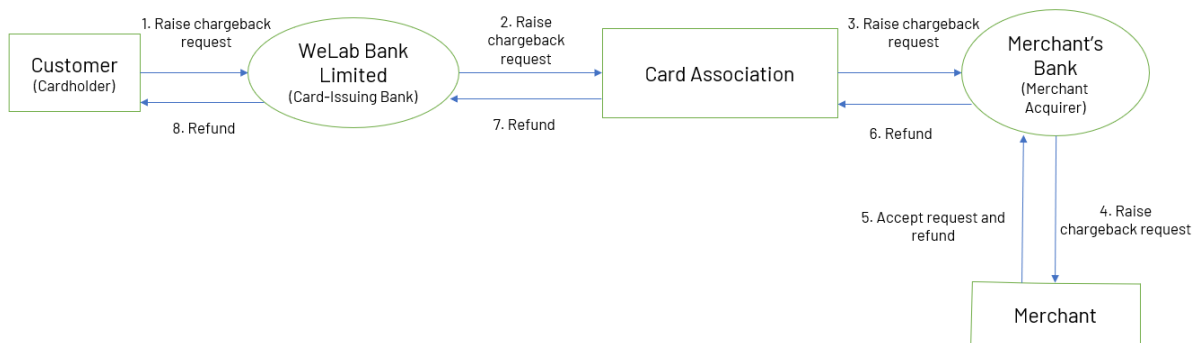 1. Raise chargeback
request
2. Raise
chargeback
request
3. Raise chargeback
request
Customer
(Cardholder)
WeLab Bank
Limited
(Card-Issuing Bank)
Card Association
Merchant's
Bank
(Merchant
Acquirer)
8. Refund
7. Refund
6. Refund
5. Accept request and
refund
4. Raise
chargeback request
Merchant